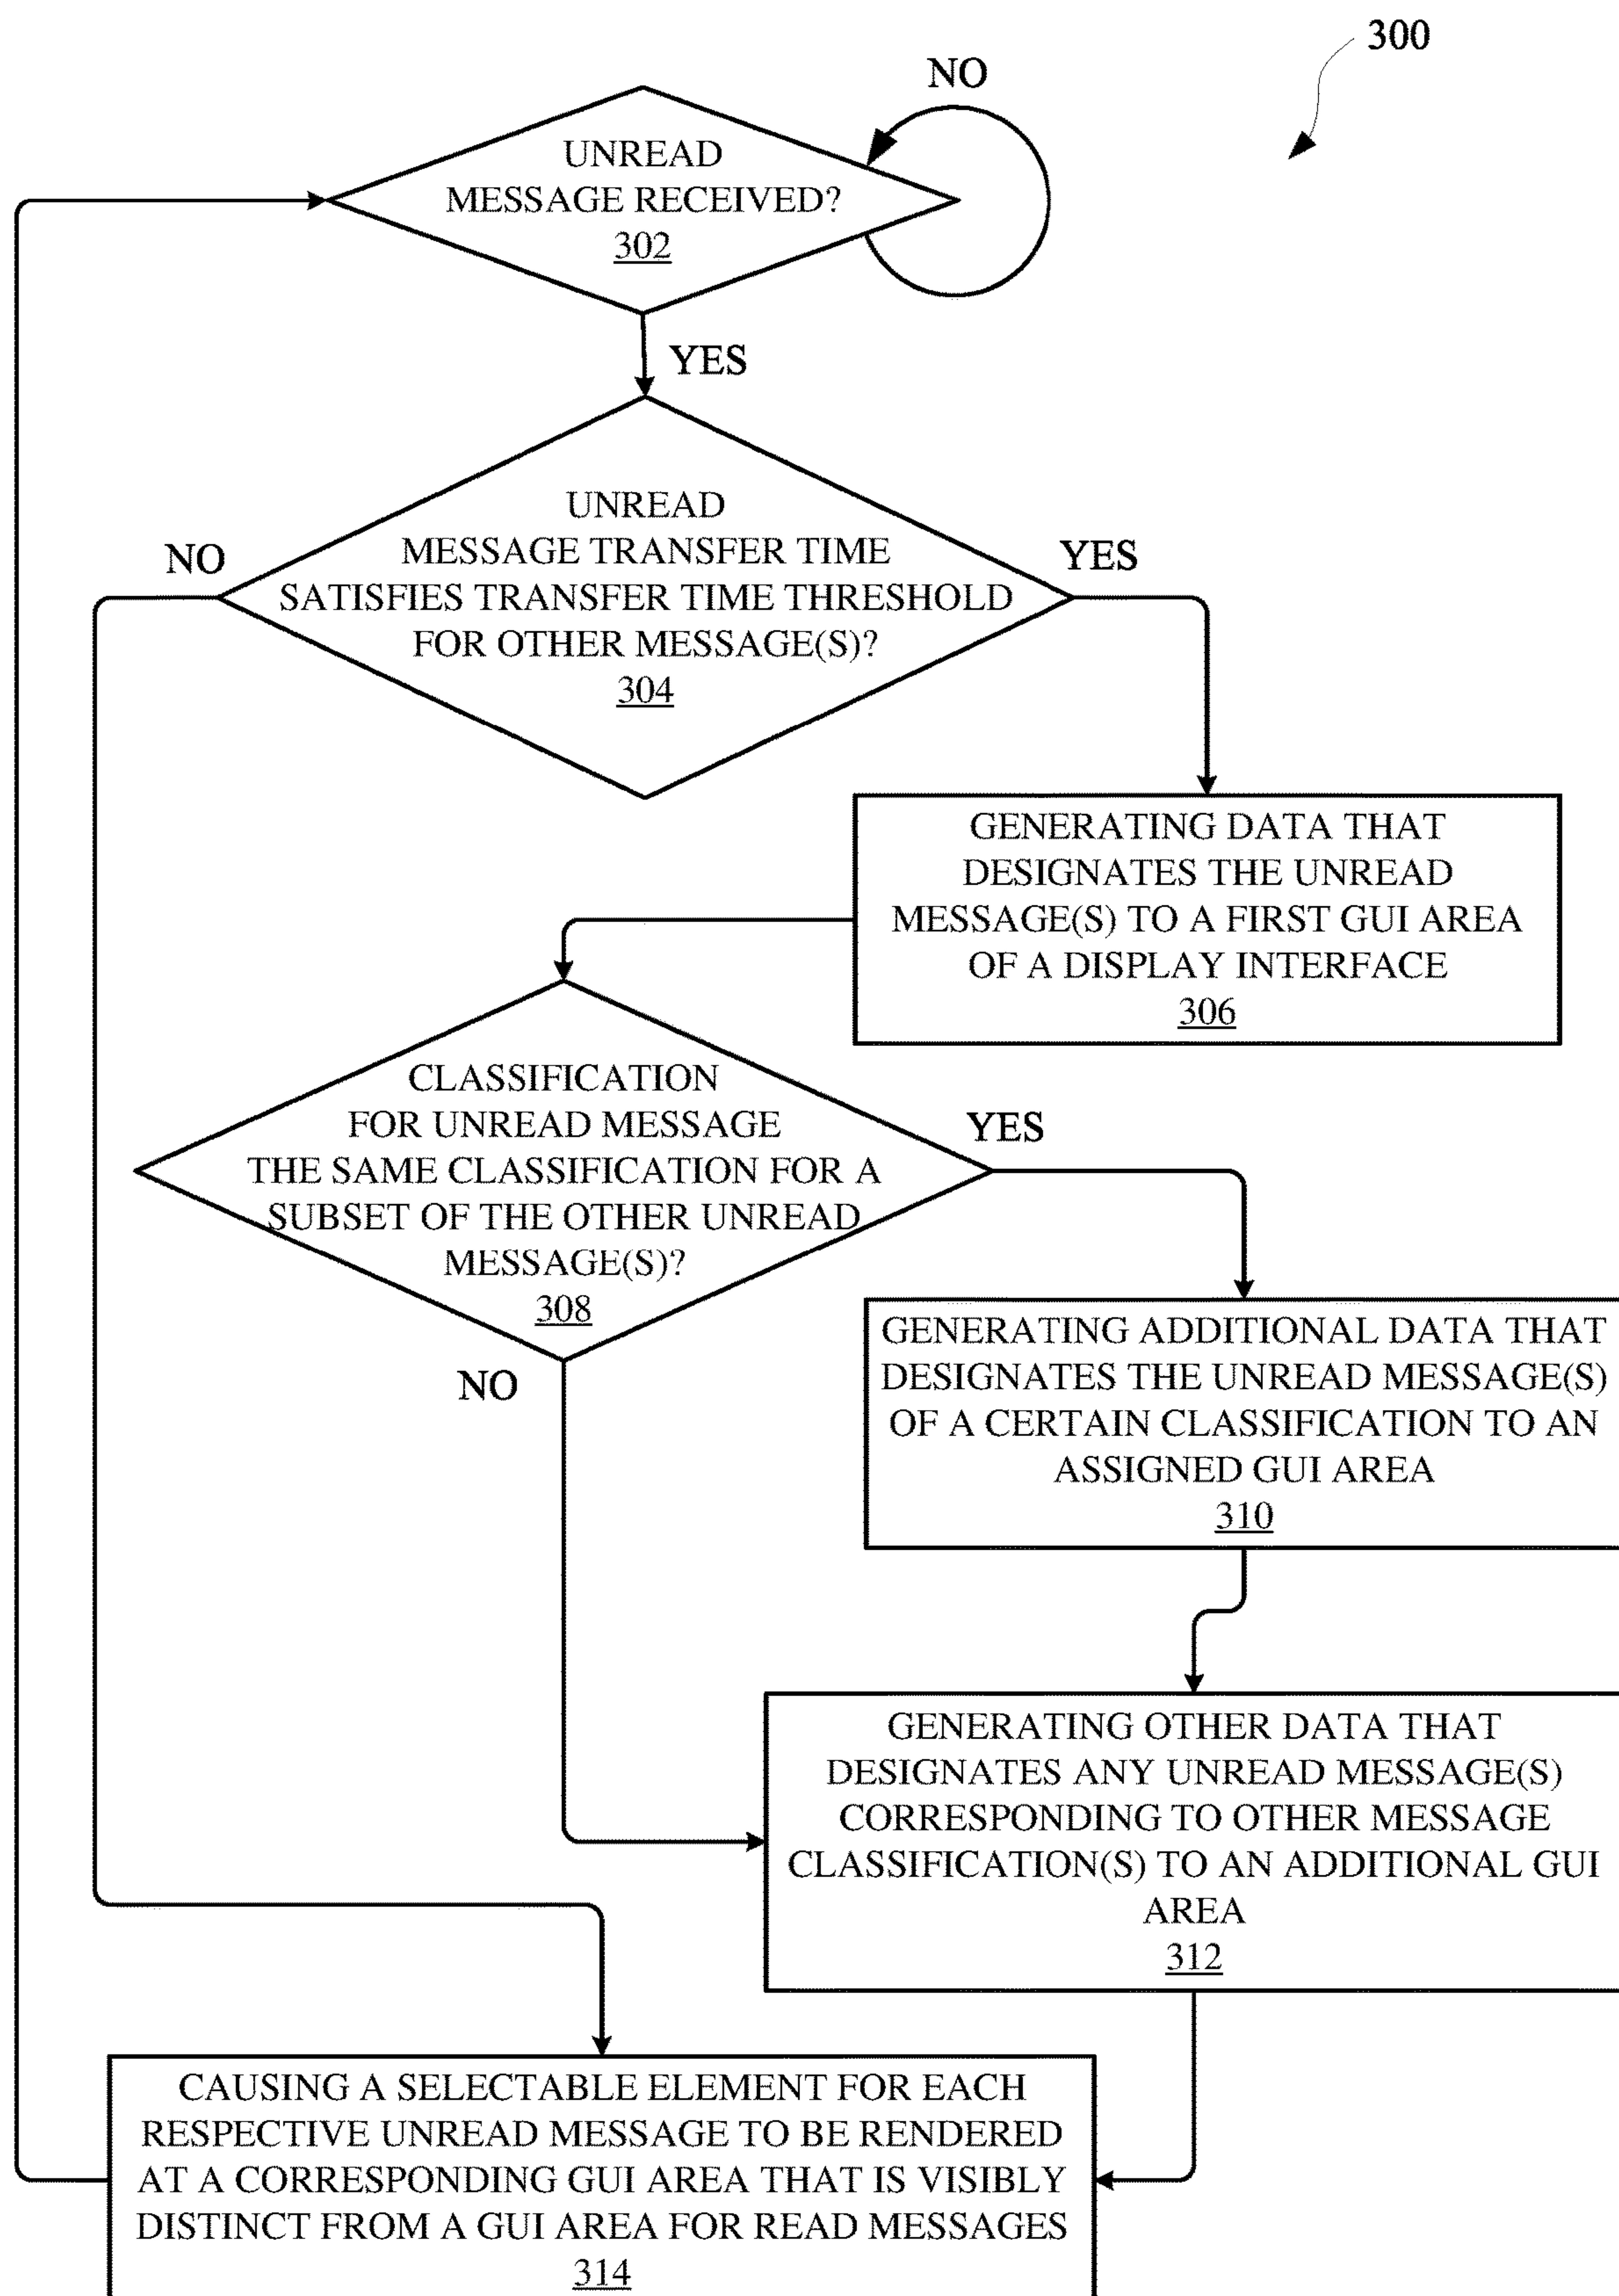 300
NO
UNREAD
MESSAGE RECEIVED?
302
YES
UNREAD
MESSAGE TRANSFER TIME
SATISFIES TRANSFER TIME THRESHOLD
FOR OTHER MESSAGE(S)?
304
NO
YES
GENERATING DATA THAT
DESIGNATES THE UNREAD
MESSAGE(S) TO A FIRST GUI AREA
OF A DISPLAY INTERFACE
306
CLASSIFICATION
FOR UNREAD MESSAGE
THE SAME CLASSIFICATION FOR A
SUBSET OF THE OTHER UNREAD
MESSAGE(S)?
308
YES
NO
GENERATING ADDITIONAL DATA THAT
DESIGNATES THE UNREAD MESSAGE(S)
OF A CERTAIN CLASSIFICATION TO AN
ASSIGNED GUI AREA
310
GENERATING OTHER DATA THAT
DESIGNATES ANY UNREAD MESSAGE(S)
CORRESPONDING TO OTHER MESSAGE
CLASSIFICATION(S) TO AN ADDITIONAL GUI
AREA
312
CAUSING A SELECTABLE ELEMENT FOR EACH
RESPECTIVE UNREAD MESSAGE TO BE RENDERED
AT A CORRESPONDING GUI AREA THAT IS VISIBLY
DISTINCT FROM A GUI AREA FOR READ MESSAGES
314